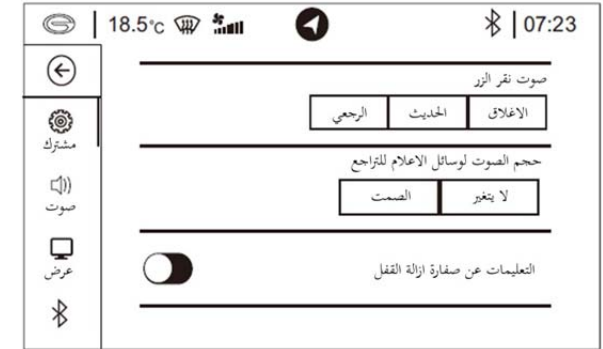 18.5°c
07:23
صوت نقر الزر
الاغلاق
الحديث
الرجعي
حجم الصوت لوسائل الاعلام للتراجع
لا يتغير
الصمت
التعليمات عن صفارة ازالة القفل
مشترك
صوت
عرض